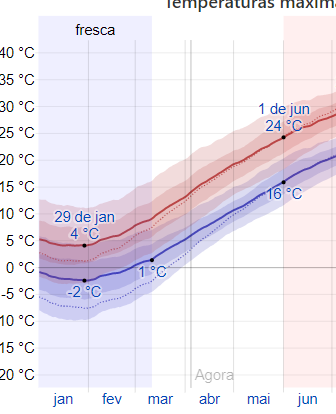 Temperaturas máxima
fresca
40 °C
35 °C
30 °C
25 °C
20 °C
15 °C
10 °C
5 °C
0 °C
-5 °C
10 °C
15 °C
20 °C
1 de jun
24 °C
29 de jan
4 °C
16 °C
1 °C
-2 °C
Agora
jan fev mar abr mai jun